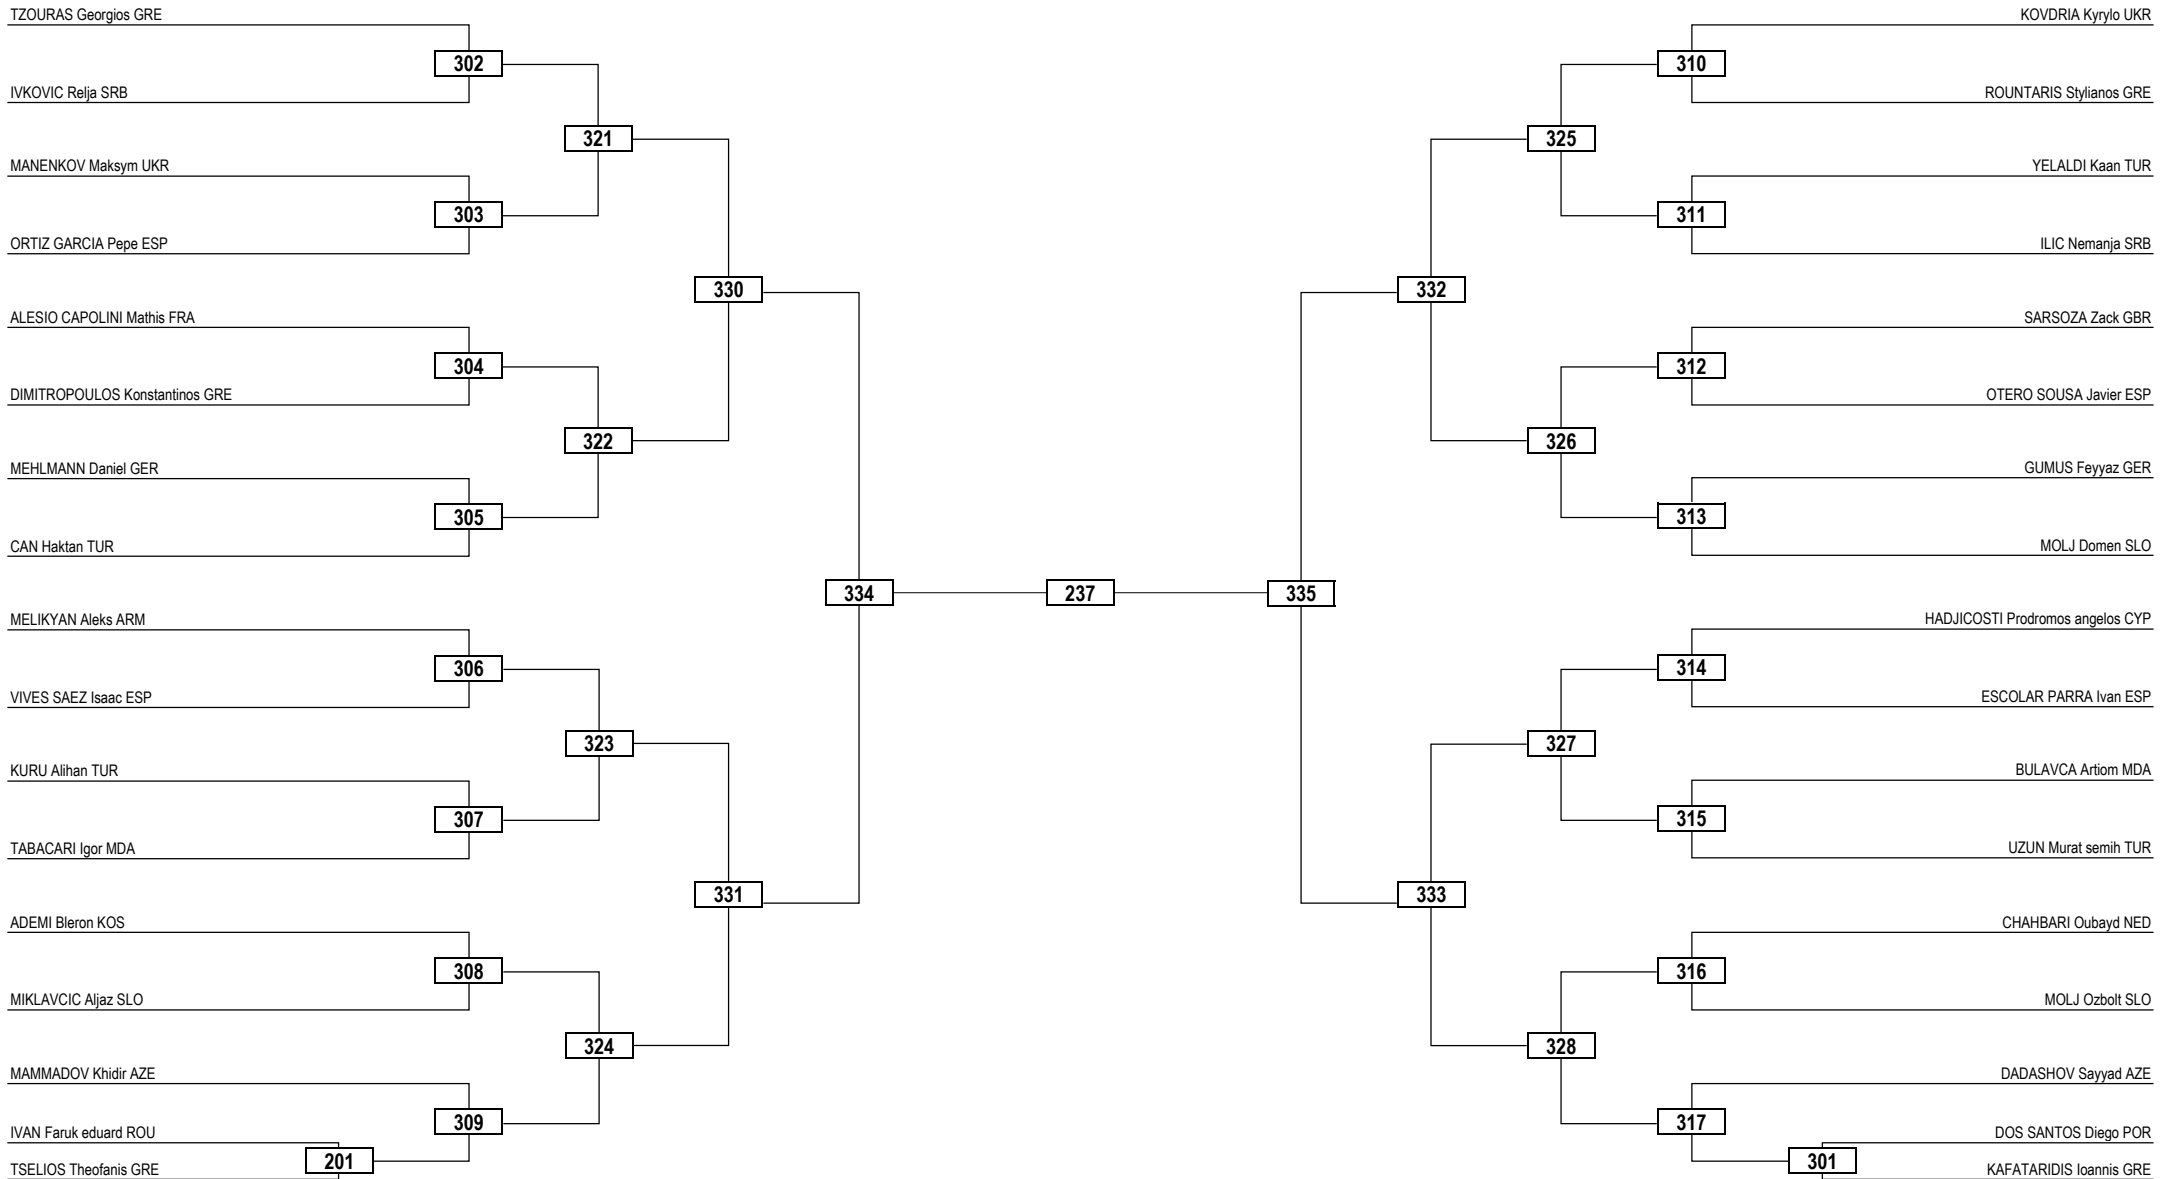 TZOURAS Georgios GRE
302
IVKOVIC Relja SRB
321
MANENKOV Maksym UKR
303
ORTIZ GARCIA Pepe ESP
330
ALESIO CAPOLINI Mathis FRA
304
DIMITROPOULOS Konstantinos GRE
322
MEHLMANN Daniel GER
305
CAN Haktan TUR
334
MELIKYAN Aleks ARM
306
VIVES SAEZ Isaac ESP
323
KURU Alihan TUR
307
TABACARI Igor MDA
331
ADEMI Bleron KOS
308
MIKLAVCIC Aljaz SLO
324
MAMMADOV Khidir AZE
309
IVAN Faruk eduard ROU
201
TSELIOS Theofanis GRE
237
KOVDRIA Kyrylo UKR
310
ROUNTARIS Stylianos GRE
325
YELALDI Kaan TUR
311
ILIC Nemanja SRB
332
SARSOZA Zack GBR
312
OTERO SOUSA Javier ESP
326
GUMUS Feyyaz GER
313
MOLJ Domen SLO
335
HADJICOSTI Prodromos angelos CYP
314
ESCOLAR PARRA Ivan ESP
327
BULAVCA Artiom MDA
315
UZUN Murat semih TUR
333
CHAHBARI Oubayd NED
316
MOLJ Ozbolt SLO
328
DADASHOV Sayyad AZE
317
DOS SANTOS Diego POR
301
KAFATARIDIS Ioannis GRE